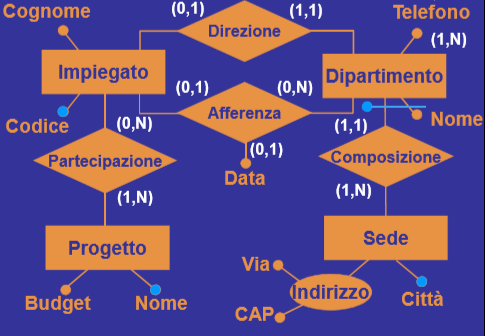 Cognome
(0,1)
(1,1)
Telefono
Direzione
(1,N)
Impiegato
(0,1)
(0,N)
Dipartimento
Afferenza
Codice
(0,N)
(1,1)
Nome
(0,1)
Partecipazione
Composizione
Data
(1,N)
(1,N)
Progetto
Sede
Via
Indirizzo
Budget
Nome
CAP
Città